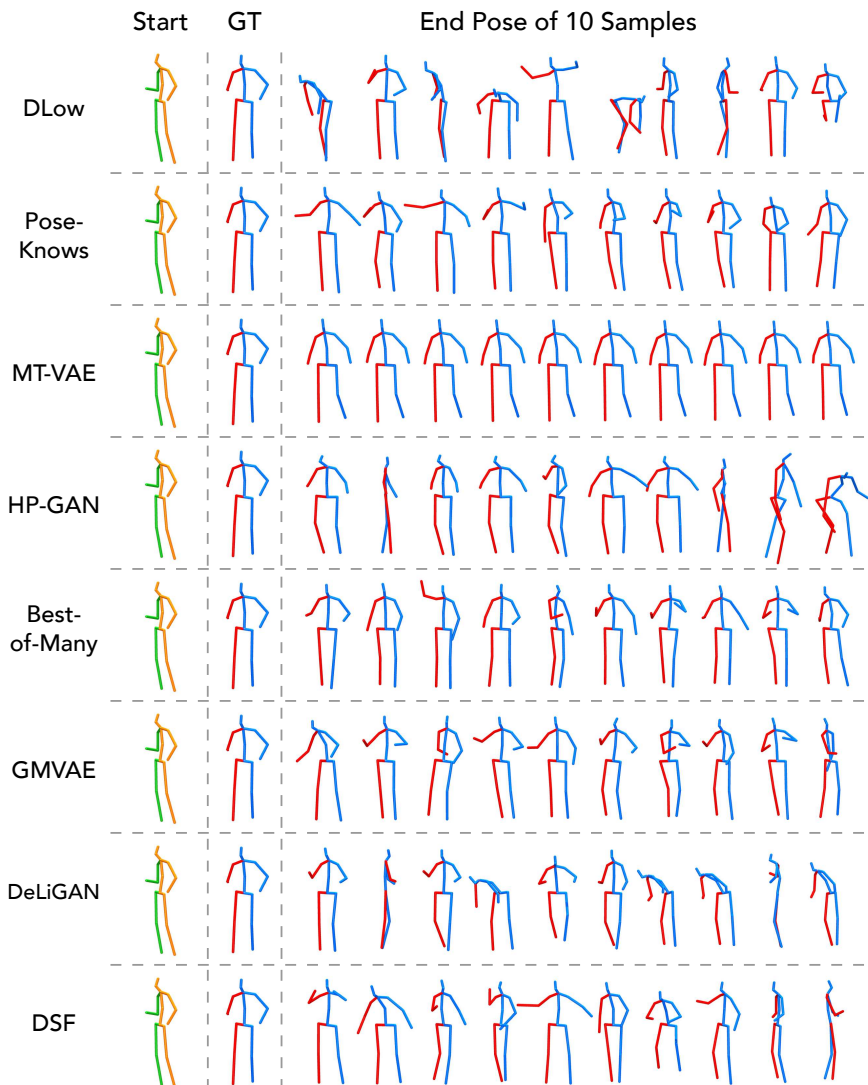 Start GT End Pose of 10 Samples
DLow
Pose-
Knows
MT-VAE
HP-GAN
Best-
of-Many
GMVAE
DeLiGAN
DSF